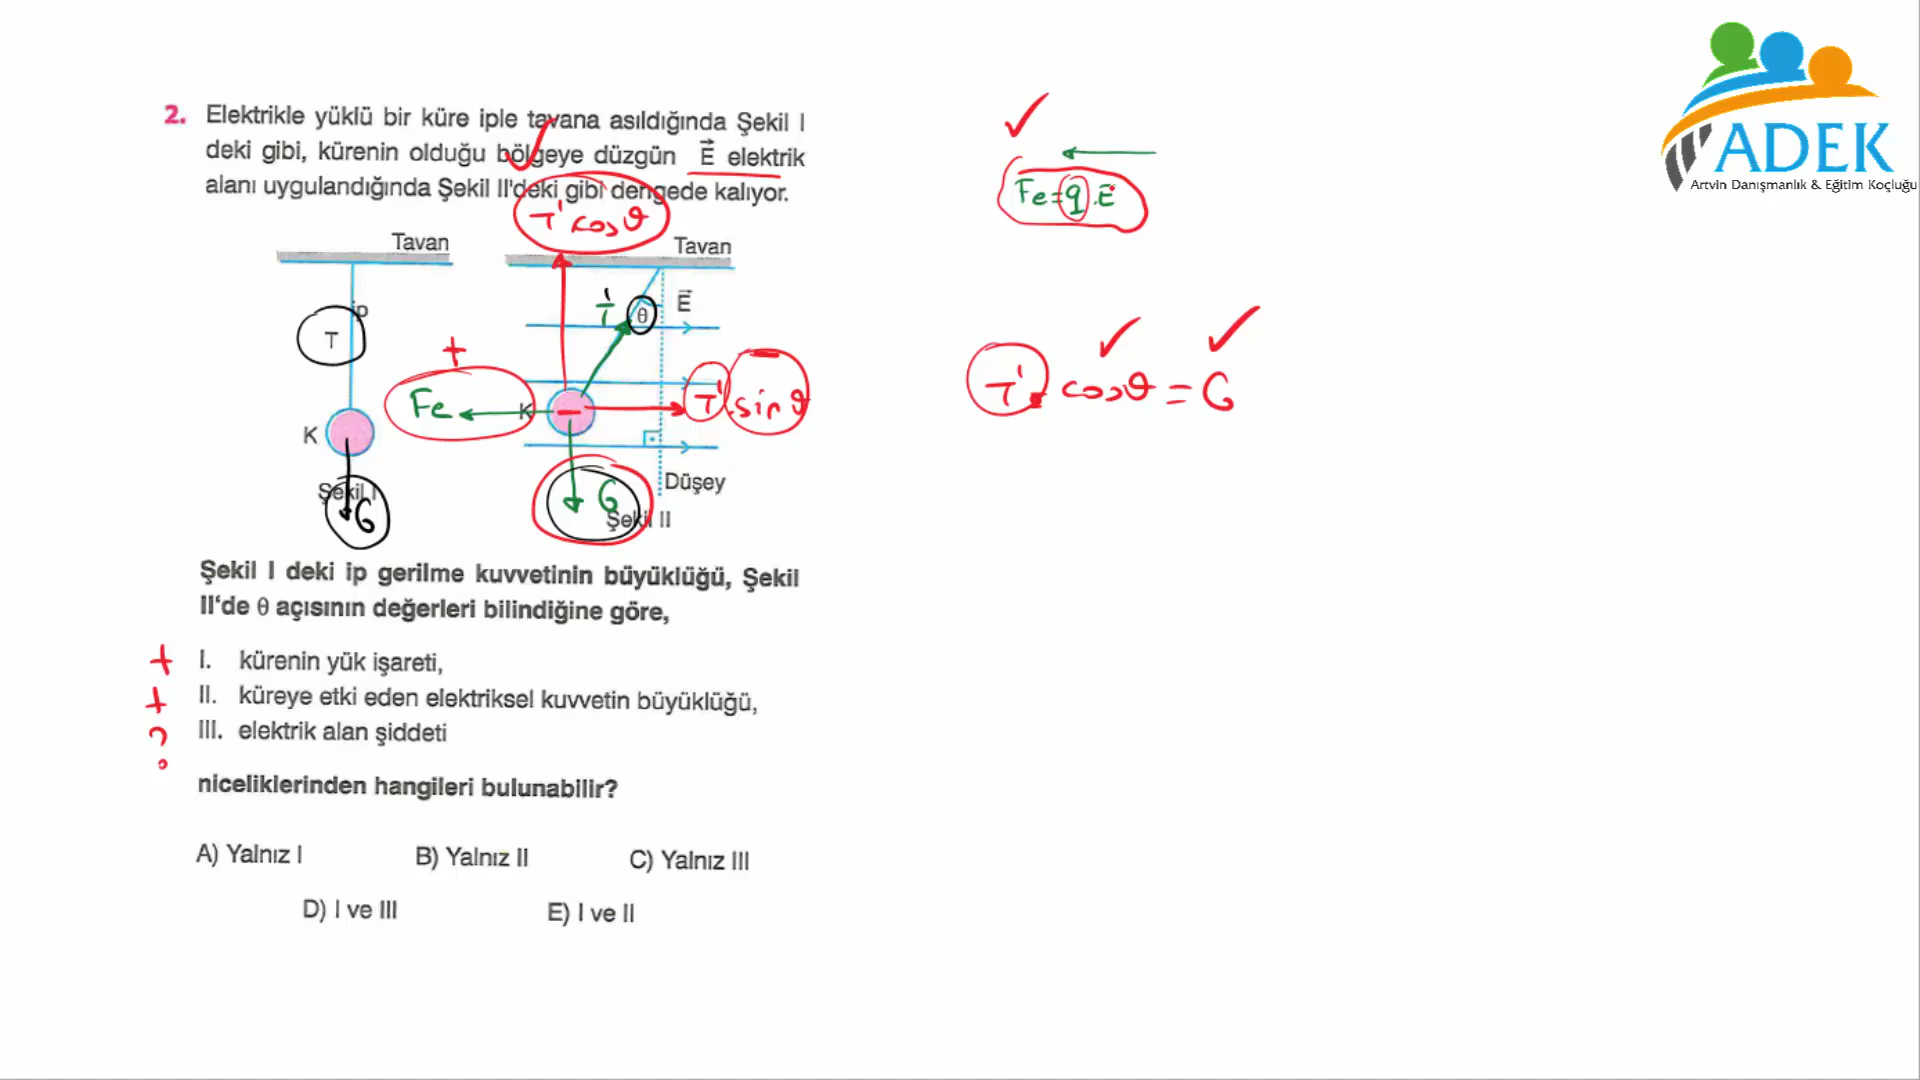 ADEK
Artvin Danışmanlık & Eğitim Koçluğu
2. Elektrikle yüklü bir küre iple tavana asıldığında Şekil I
deki gibi, kürenin olduğu bölgeye düzgün E elektrik
alanı uygulandığında Şekil II'deki gibi dengede kalıyor.
Fe=q.E
T' cosθ
Tavan
Tavan
ip
T
T'
θ
E
+
Fe
K
–
T'.sinθ
T'.cosθ=G
K
Düşey
Şekil I
G
G
Şekil II
Şekil I deki ip gerilme kuvvetinin büyüklüğü, Şekil
II'de θ açısının değerleri bilindiğine göre,
+ I. kürenin yük işareti,
+ II. küreye etki eden elektriksel kuvvetin büyüklüğü,
? III. elektrik alan şiddeti
niceliklerinden hangileri bulunabilir?
A) Yalnız I B) Yalnız II C) Yalnız III
D) I ve III E) I ve II